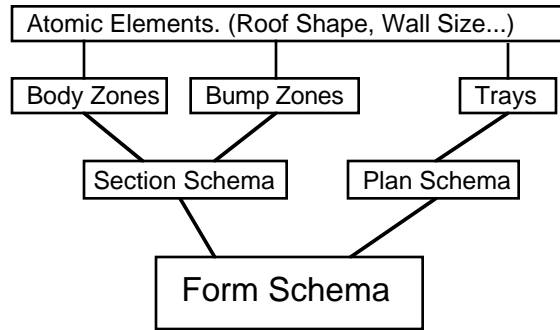 Atomic Elements. (Roof Shape, Wall Size...)
Body Zones
Bump Zones
Trays
Section Schema
Plan Schema
Form Schema